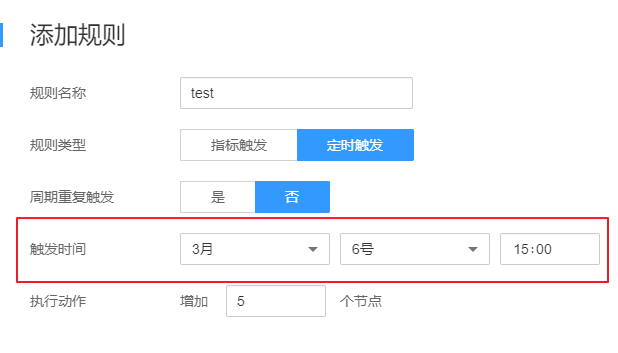 添加规则
规则名称 test
规则类型 指标触发 定时触发
周期重复触发 是 否
触发时间 3月 6号 15:00
执行动作 增加 5 个节点